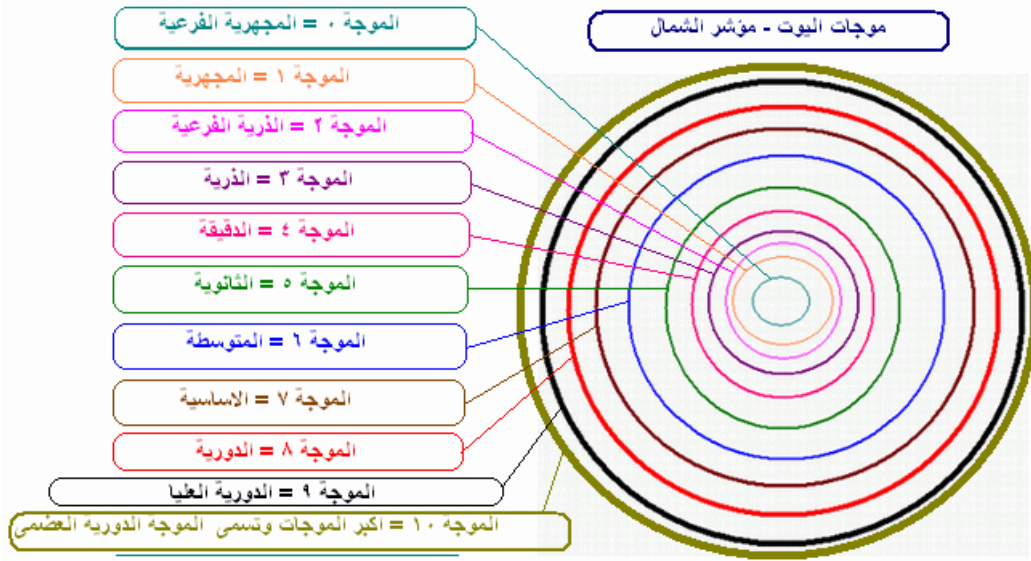 موجات اليوت - مؤشر الشمال
الموجة ٠ = المجهرية الفرعية
الموجة ١ = المجهرية
الموجة ٢ = الذرية الفرعية
الموجة ٣ = الذرية
الموجة ٤ = الدقيقة
الموجة ٥ = الثانوية
الموجة ٦ = المتوسطة
الموجة ٧ = الاساسية
الموجة ٨ = الدورية
الموجة ٩ = الدورية العليا
الموجة ١٠ = اكبر الموجات وتسمى الموجة الدورية العضمى